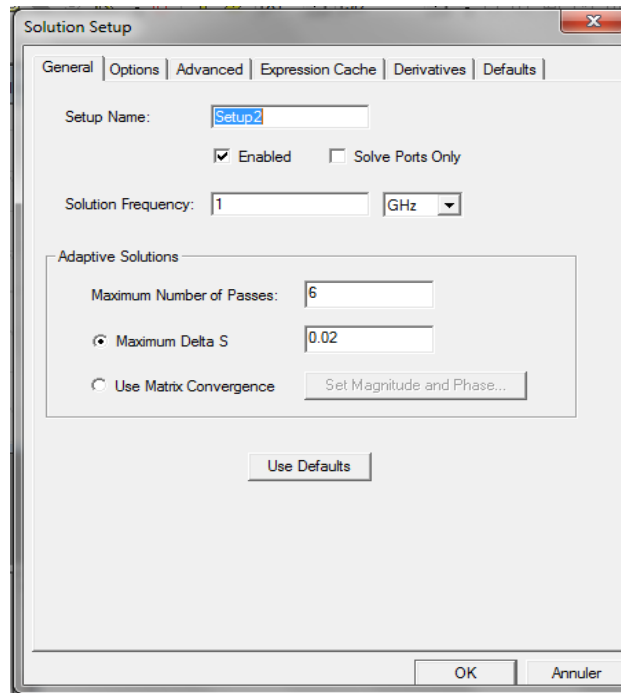 Solution Setup
General Options Advanced Expression Cache Derivatives Defaults
Setup Name: Setup2
Enabled Solve Ports Only
Solution Frequency: 1 GHz
Adaptive Solutions
Maximum Number of Passes: 6
Maximum Delta S 0.02
Use Matrix Convergence Set Magnitude and Phase...
Use Defaults
OK Annuler